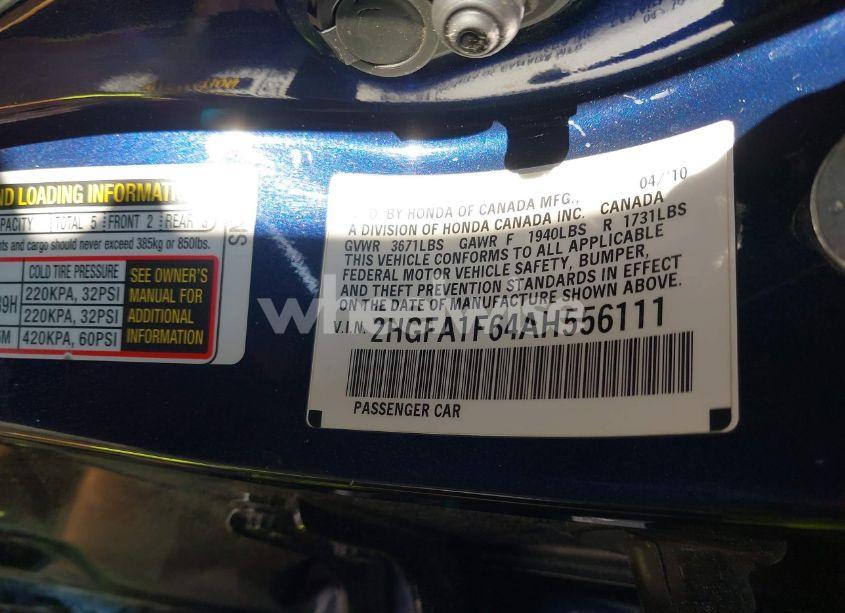 04/'10
BY HONDA OF CANADA MFG.,
A DIVISION OF HONDA CANADA INC. CANADA
GVWR 3671LBS GAWR F 1940LBS R 1731LBS
THIS VEHICLE CONFORMS TO ALL APPLICABLE
FEDERAL MOTOR VEHICLE SAFETY, BUMPER,
AND THEFT PREVENTION STANDARDS IN EFFECT
ON THE DATE OF MANUFACTURE SHOWN ABOVE.
V.I.N. 2HGFA1F64AH556111
PASSENGER CAR
ND LOADING INFORMATION
APACITY TOTAL 5 FRONT 2 REAR 3
nts and cargo should never exceed 385kg or 850lbs.
COLD TIRE PRESSURE
220KPA, 32PSI
220KPA, 32PSI
420KPA, 60PSI
SEE OWNER'S
MANUAL FOR
ADDITIONAL
INFORMATION